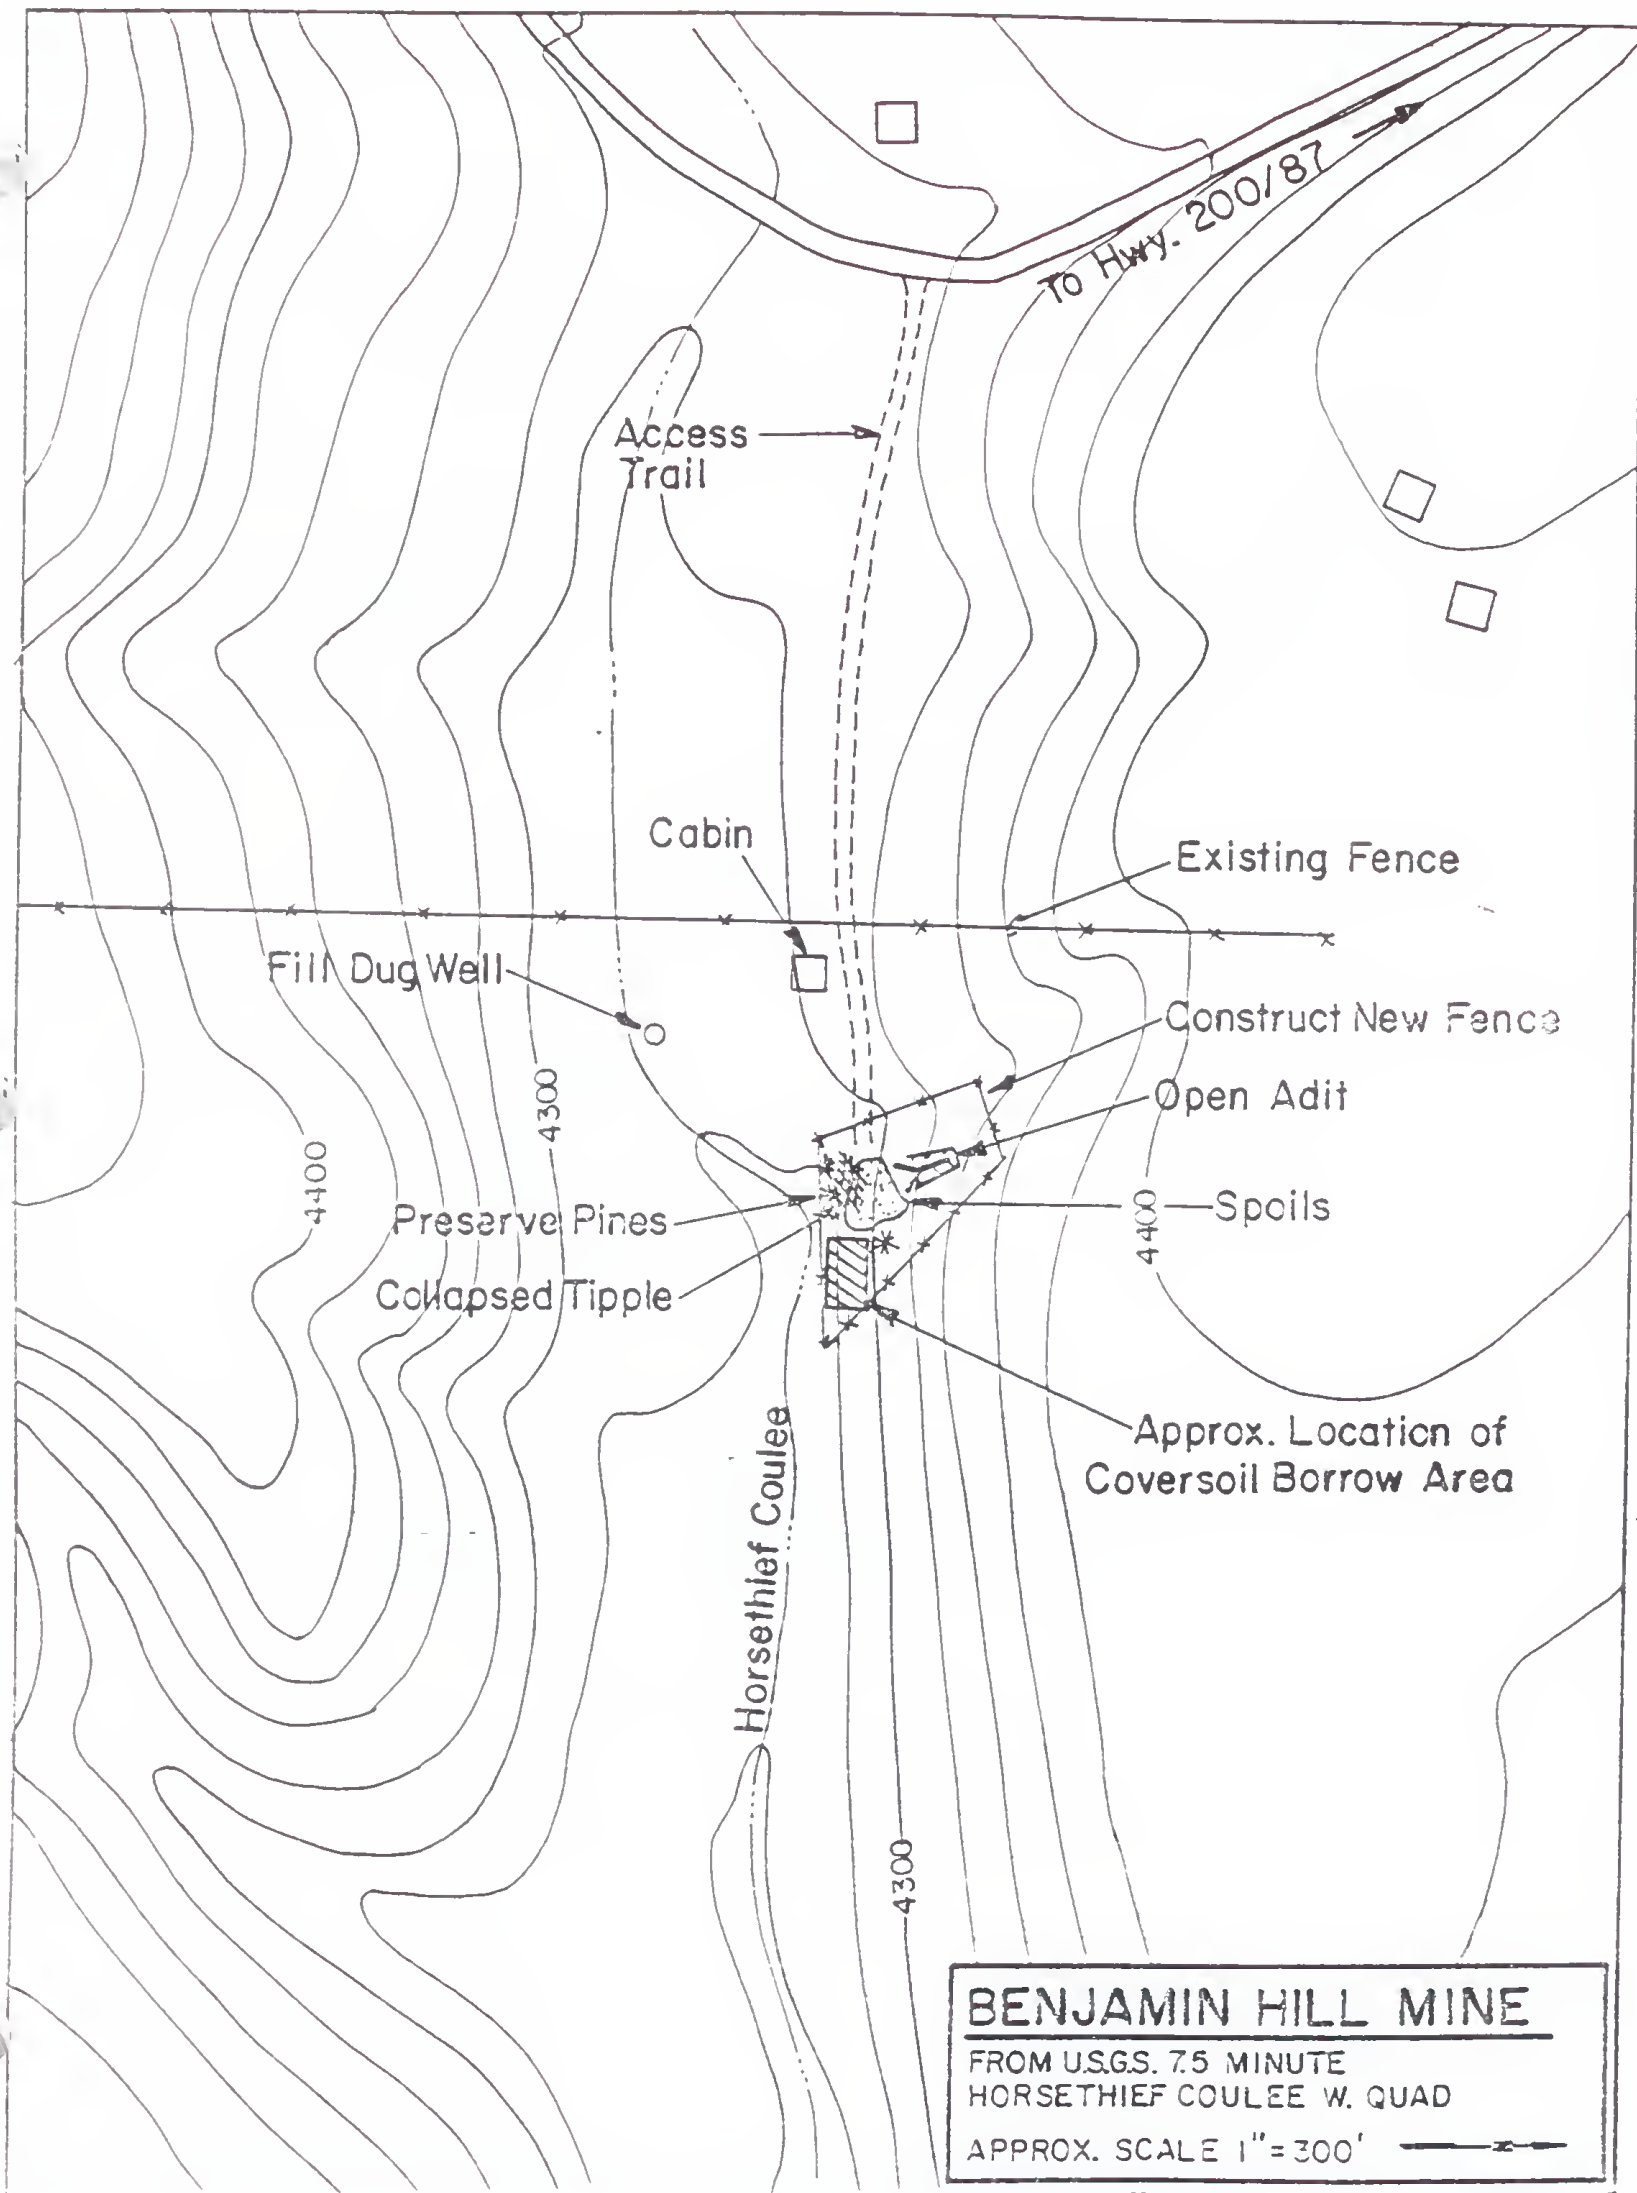 To Hwy. 200/87
Access
Trail
Cabin
Existing Fence
Fill Dug Well
Construct New Fence
4300
Open Adit
4400
Preserve Pines
4400
Spoils
Collapsed Tipple
Approx. Location of
Coversoil Borrow Area
Horsethief Coulee
4300
BENJAMIN HILL MINE
FROM U.S.G.S. 7.5 MINUTE
HORSETHIEF COULEE W. QUAD
APPROX. SCALE 1"=300'